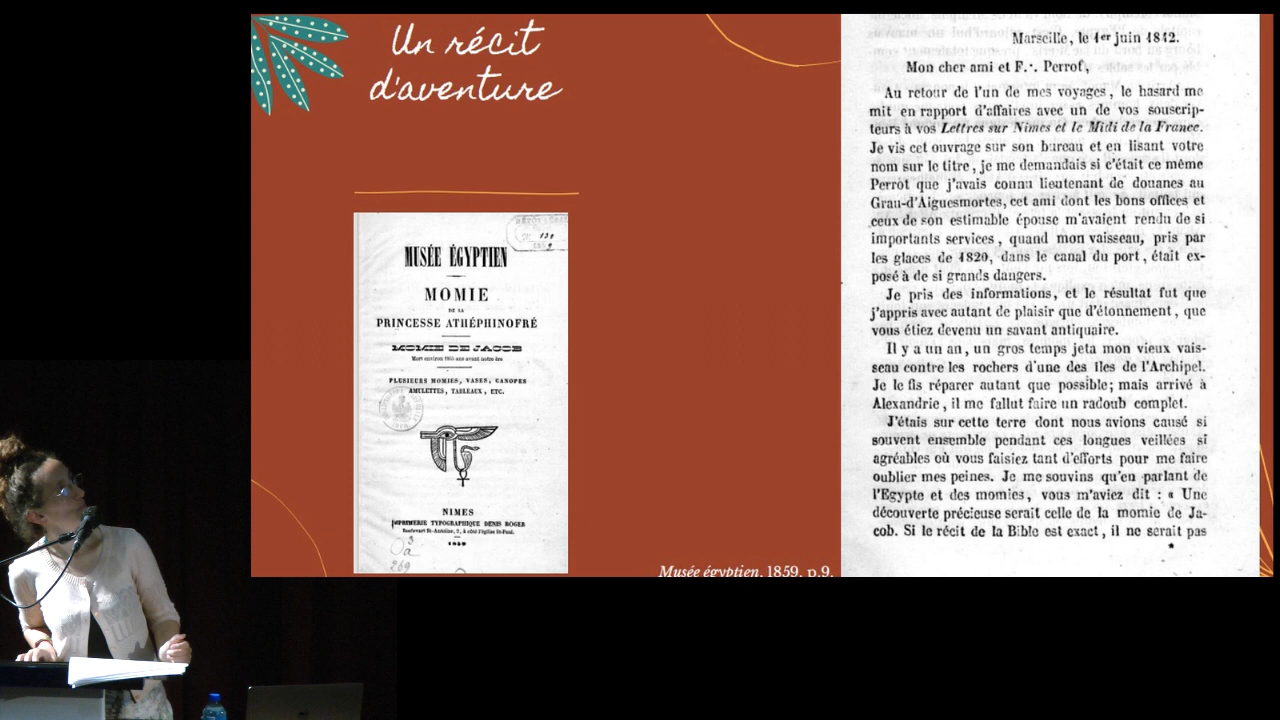 Un récit
d'aventure
MUSÉE ÉGYPTIEN
MOMIE
DE LA
PRINCESSE ATHÉPHINOFRÉ
MOMIE DE JACOB
PLUSIEURS MOMIES, VASES, CANOPES
AMULETTES, TABLEAUX, ETC.
NIMES
IMPRIMERIE TYPOGRAPHIQUE DENIS ROGER
1859
269
Musée égyptien, 1859, p.9.
Marseille, le 1er juin 1842.
Mon cher ami et F∴ Perrot,
Au retour de l'un de mes voyages, le hasard me
mit en rapport d'affaires avec un de vos souscrip-
teurs à vos Lettres sur Nimes et le Midi de la France.
Je vis cet ouvrage sur son bureau et en lisant votre
nom sur le titre, je me demandais si c'était ce même
Perrot que j'avais connu lieutenant de douanes au
Grau-d'Aiguesmortes, cet ami dont les bons offices et
ceux de son estimable épouse m'avaient rendu de si
importants services, quand mon vaisseau, pris par
les glaces de 1820, dans le canal du port, était ex-
posé à de si grands dangers.
Je pris des informations, et le résultat fut que
j'appris avec autant de plaisir que d'étonnement, que
vous étiez devenu un savant antiquaire.
Il y a un an, un gros temps jeta mon vieux vais-
seau contre les rochers d'une des îles de l'Archipel.
Je le fis réparer autant que possible; mais arrivé à
Alexandrie, il me fallut faire un radoub complet.
J'étais sur cette terre dont nous avions causé si
souvent ensemble pendant ces longues veillées si
agréables où vous faisiez tant d'efforts pour me faire
oublier mes peines. Je me souvins qu'en parlant de
l'Egypte et des momies, vous m'aviez dit : « Une
découverte précieuse serait celle de la momie de Ja-
cob. Si le récit de la Bible est exact, il ne serait pas